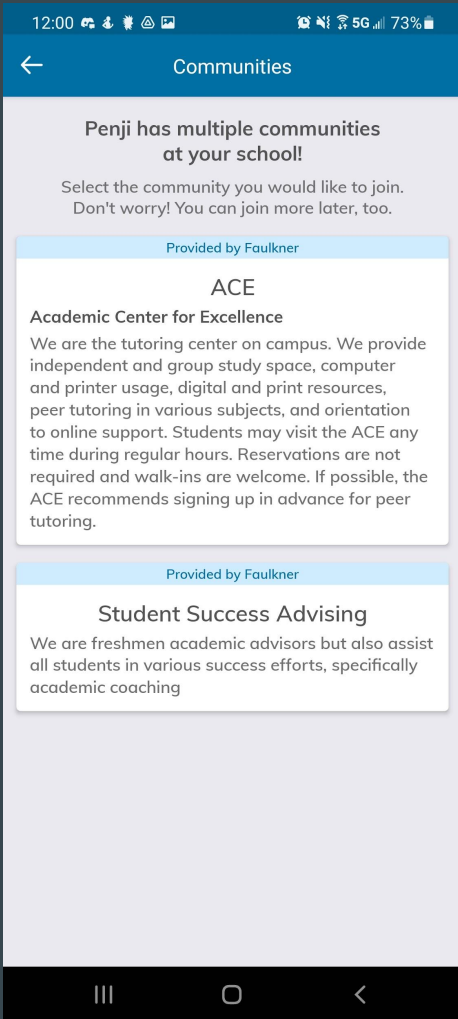 12:00 5G 73%
Communities
Penji has multiple communities
at your school!
Select the community you would like to join.
Don't worry! You can join more later, too.
Provided by Faulkner
ACE
Academic Center for Excellence
We are the tutoring center on campus. We provide
independent and group study space, computer
and printer usage, digital and print resources,
peer tutoring in various subjects, and orientation
to online support. Students may visit the ACE any
time during regular hours. Reservations are not
required and walk-ins are welcome. If possible, the
ACE recommends signing up in advance for peer
tutoring.
Provided by Faulkner
Student Success Advising
We are freshmen academic advisors but also assist
all students in various success efforts, specifically
academic coaching